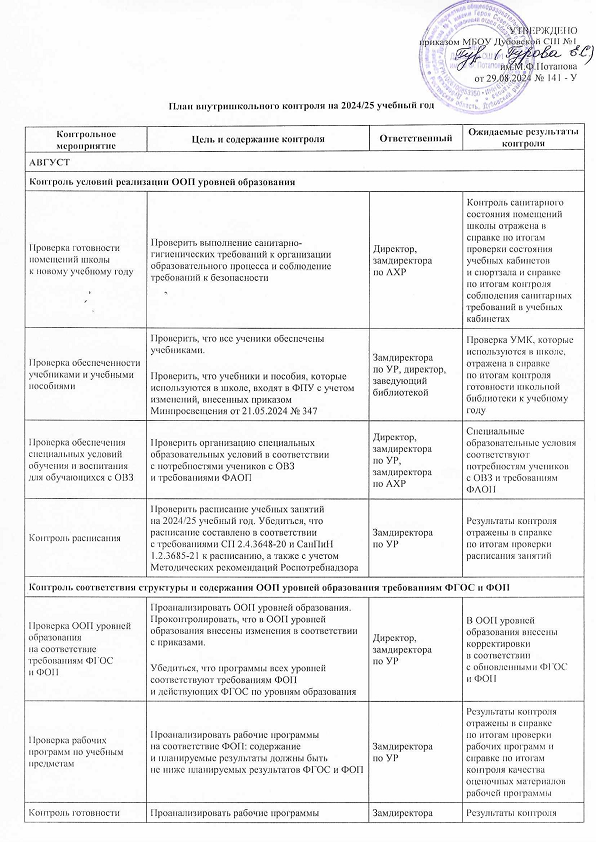 УТВЕРЖДЕНО
приказом МБОУ Дубовской СШ №1
Гур / Гурова Е.С)
им.М.Ф.Потапова
от 29.08.2024 № 141 - У
План внутришкольного контроля на 2024/25 учебный год
Контрольное
мероприятие
Цель и содержание контроля
Ответственный
Ожидаемые результаты
контроля
АВГУСТ
Контроль условий реализации ООП уровней образования
Проверка готовности
помещений школы
к новому учебному году
Проверить выполнение санитарно-
гигиенических требований к организации
образовательного процесса и соблюдение
требований к безопасности
Директор,
замдиректора
по АХР
Контроль санитарного
состояния помещений
школы отражена в
справке по итогам
проверки состояния
учебных кабинетов
и спортзала и справке
по итогам контроля
соблюдения санитарных
требований в учебных
кабинетах
Проверка обеспеченности
учебниками и учебными
пособиями
Проверить, что все ученики обеспечены
учебниками.
Проверить, что учебники и пособия, которые
используются в школе, входят в ФПУ с учетом
изменений, внесенных приказом
Минпросвещения от 21.05.2024 № 347
Замдиректора
по УР, директор,
заведующий
библиотекой
Проверка УМК, которые
используются в школе,
отражена в справке
по итогам контроля
готовности школьной
библиотеки к учебному
году
Проверка обеспечения
специальных условий
обучения и воспитания
для обучающихся с ОВЗ
Проверить организацию специальных
образовательных условий в соответствии
с потребностями учеников с ОВЗ
и требованиями ФАОП
Директор,
замдиректора
по УР,
замдиректора
по АХР
Специальные
образовательные условия
соответствуют
потребностям учеников
с ОВЗ и требованиям
ФАОП
Контроль расписания
Проверить расписание учебных занятий
на 2024/25 учебный год. Убедиться, что
расписание составлено в соответствии
с требованиями СП 2.4.3648-20 и СанПиН
1.2.3685-21 к расписанию, а также с учетом
Методических рекомендаций Роспотребнадзора
Замдиректора
по УР
Результаты контроля
отражены в справке
по итогам проверки
расписания занятий
Контроль соответствия структуры и содержания ООП уровней образования требованиям ФГОС и ФОП
Проверка ООП уровней
образования
на соответствие
требованиям ФГОС
и ФОП
Проанализировать ООП уровней образования.
Проконтролировать, что в ООП уровней
образования внесены изменения в соответствии
с приказами.
Убедиться, что программы всех уровней
соответствуют требованиям ФОП
и действующих ФГОС по уровням образования
Директор,
замдиректора
по УР
В ООП уровней
образования внесены
корректировки
в соответствии
с обновленными ФГОС
и ФОП
Проверка рабочих
программ по учебным
предметам
Проанализировать рабочие программы
на соответствие ФОП: содержание
и планируемые результаты должны быть
не ниже планируемых результатов ФГОС и ФОП
Замдиректора
по УР
Результаты контроля
отражены в справке
по итогам проверки
рабочих программ и
справке по итогам
контроля качества
оценочных материалов
рабочей программы
Контроль готовности
Проанализировать рабочие программы
Замдиректора
Результаты контроля